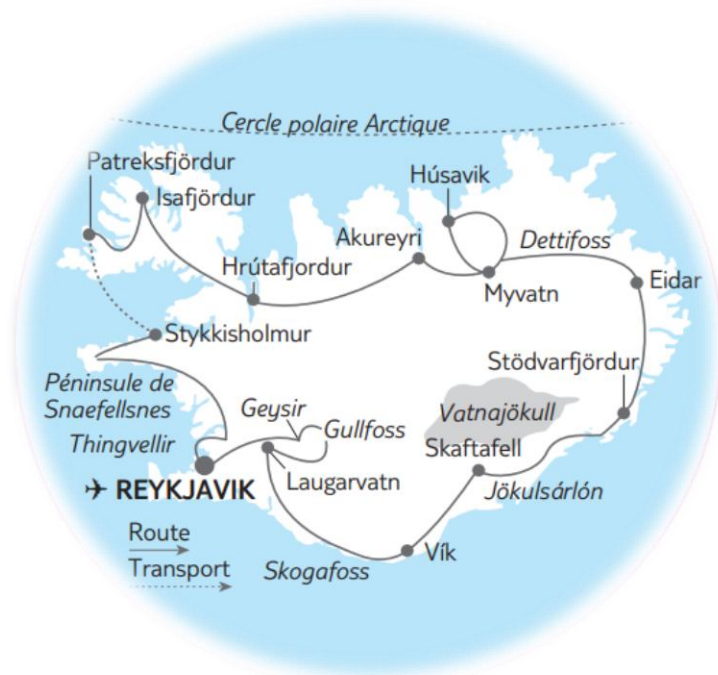 Cercle polaire Arctique
Patreksfjördur
Isafjördur
Húsavik
Akureyri
Dettifoss
Hrútafjordur
Myvatn
Eidar
Stykkisholmur
Stödvarfjördur
Péninsule de
Snaefellsnes
Geysir
Gullfoss
Vatnajökull
Thingvellir
Skaftafell
REYKJAVIK
Laugarvatn
Jökulsárlón
Route
Vík
Transport
Skogafoss